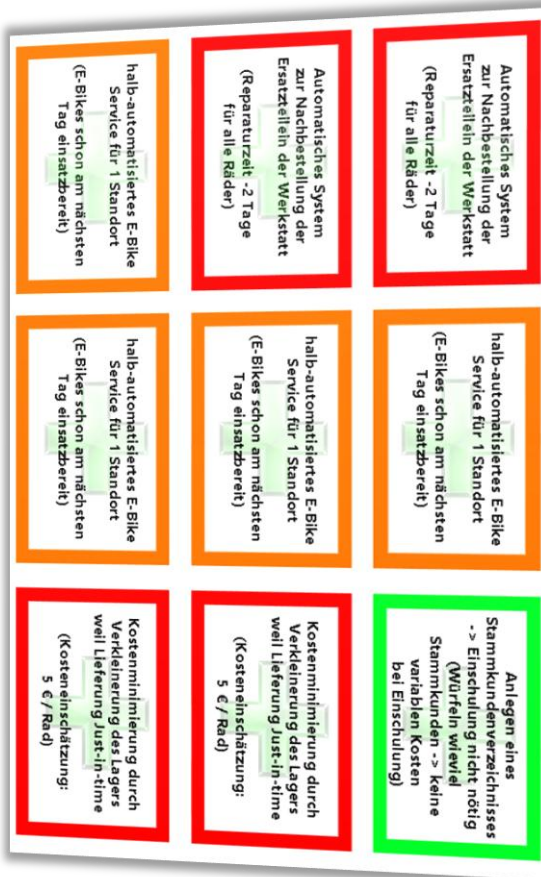 Automatisches System
zur Nachbestellung der
Ersatzteilein der Werkstatt
(Reparaturzeit -2 Tage
für alle Räder)
halb-automatisiertes E-Bike
Service für 1 Standort
(E-Bikes schon am nächsten
Tag einsatzbereit)
Anlegen eines
Stammkundenverzeichnisses
-> Einschulung nicht nötig
(Würfeln wieviel
Stammkunden -> keine
variablen Kosten
bei Einschulung)
Automatisches System
zur Nachbestellung der
Ersatzteilein der Werkstatt
(Reparaturzeit -2 Tage
für alle Räder)
halb-automatisiertes E-Bike
Service für 1 Standort
(E-Bikes schon am nächsten
Tag einsatzbereit)
Kostenminimierung durch
Verkleinerung des Lagers
weil Lieferung Just-in-time
(Kosteneinschätzung:
5 € / Rad)
halb-automatisiertes E-Bike
Service für 1 Standort
(E-Bikes schon am nächsten
Tag einsatzbereit)
halb-automatisiertes E-Bike
Service für 1 Standort
(E-Bikes schon am nächsten
Tag einsatzbereit)
Kostenminimierung durch
Verkleinerung des Lagers
weil Lieferung Just-in-time
(Kosteneinschätzung:
5 € / Rad)